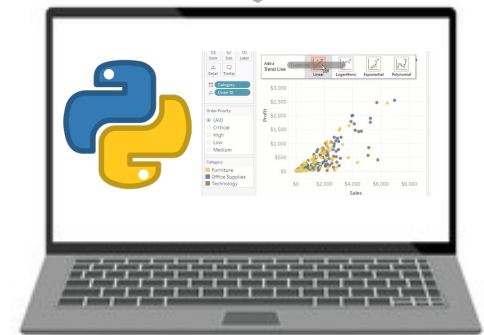 Color
Size
Label
Detail
Tooltip
Category
Order ID
Order Priority
(All)
Critical
High
Low
Medium
Category
Furniture
Office Supplies
Technology
Add a
Trend Line
Linear
Logarithmic
Exponential
Polynomial
Profit
$3,000
$2,500
$2,000
$1,500
$1,000
$500
$0
$0
$2,000
$4,000
$6,000
$8,000
Sales